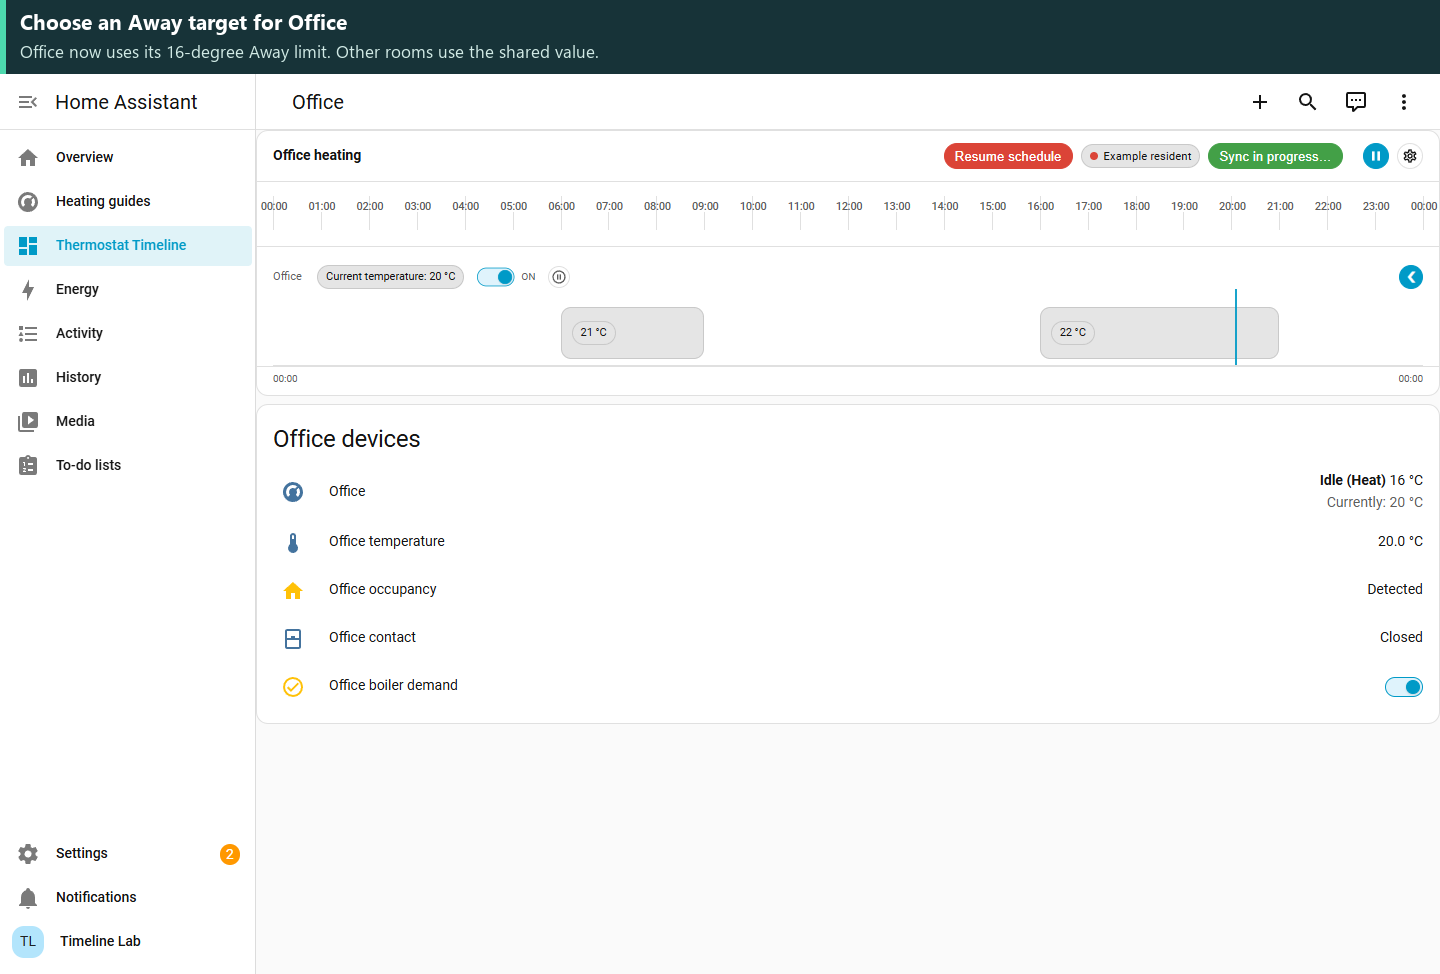 Choose an Away target for Office
Office now uses its 16-degree Away limit. Other rooms use the shared value.
Home Assistant
Office
Overview
Heating guides
Thermostat Timeline
Energy
Activity
History
Media
To-do lists
Settings
2
Notifications
TL
Timeline Lab
Office heating
Resume schedule
Example resident
Sync in progress...
00:00 01:00 02:00 03:00 04:00 05:00 06:00 07:00 08:00 09:00 10:00 11:00 12:00 13:00 14:00 15:00 16:00 17:00 18:00 19:00 20:00 21:00 22:00 23:00 00:00
Office
Current temperature: 20 °C
ON
21 °C
22 °C
00:00
00:00
Office devices
Office
Idle (Heat) 16 °C
Currently: 20 °C
Office temperature
20.0 °C
Office occupancy
Detected
Office contact
Closed
Office boiler demand